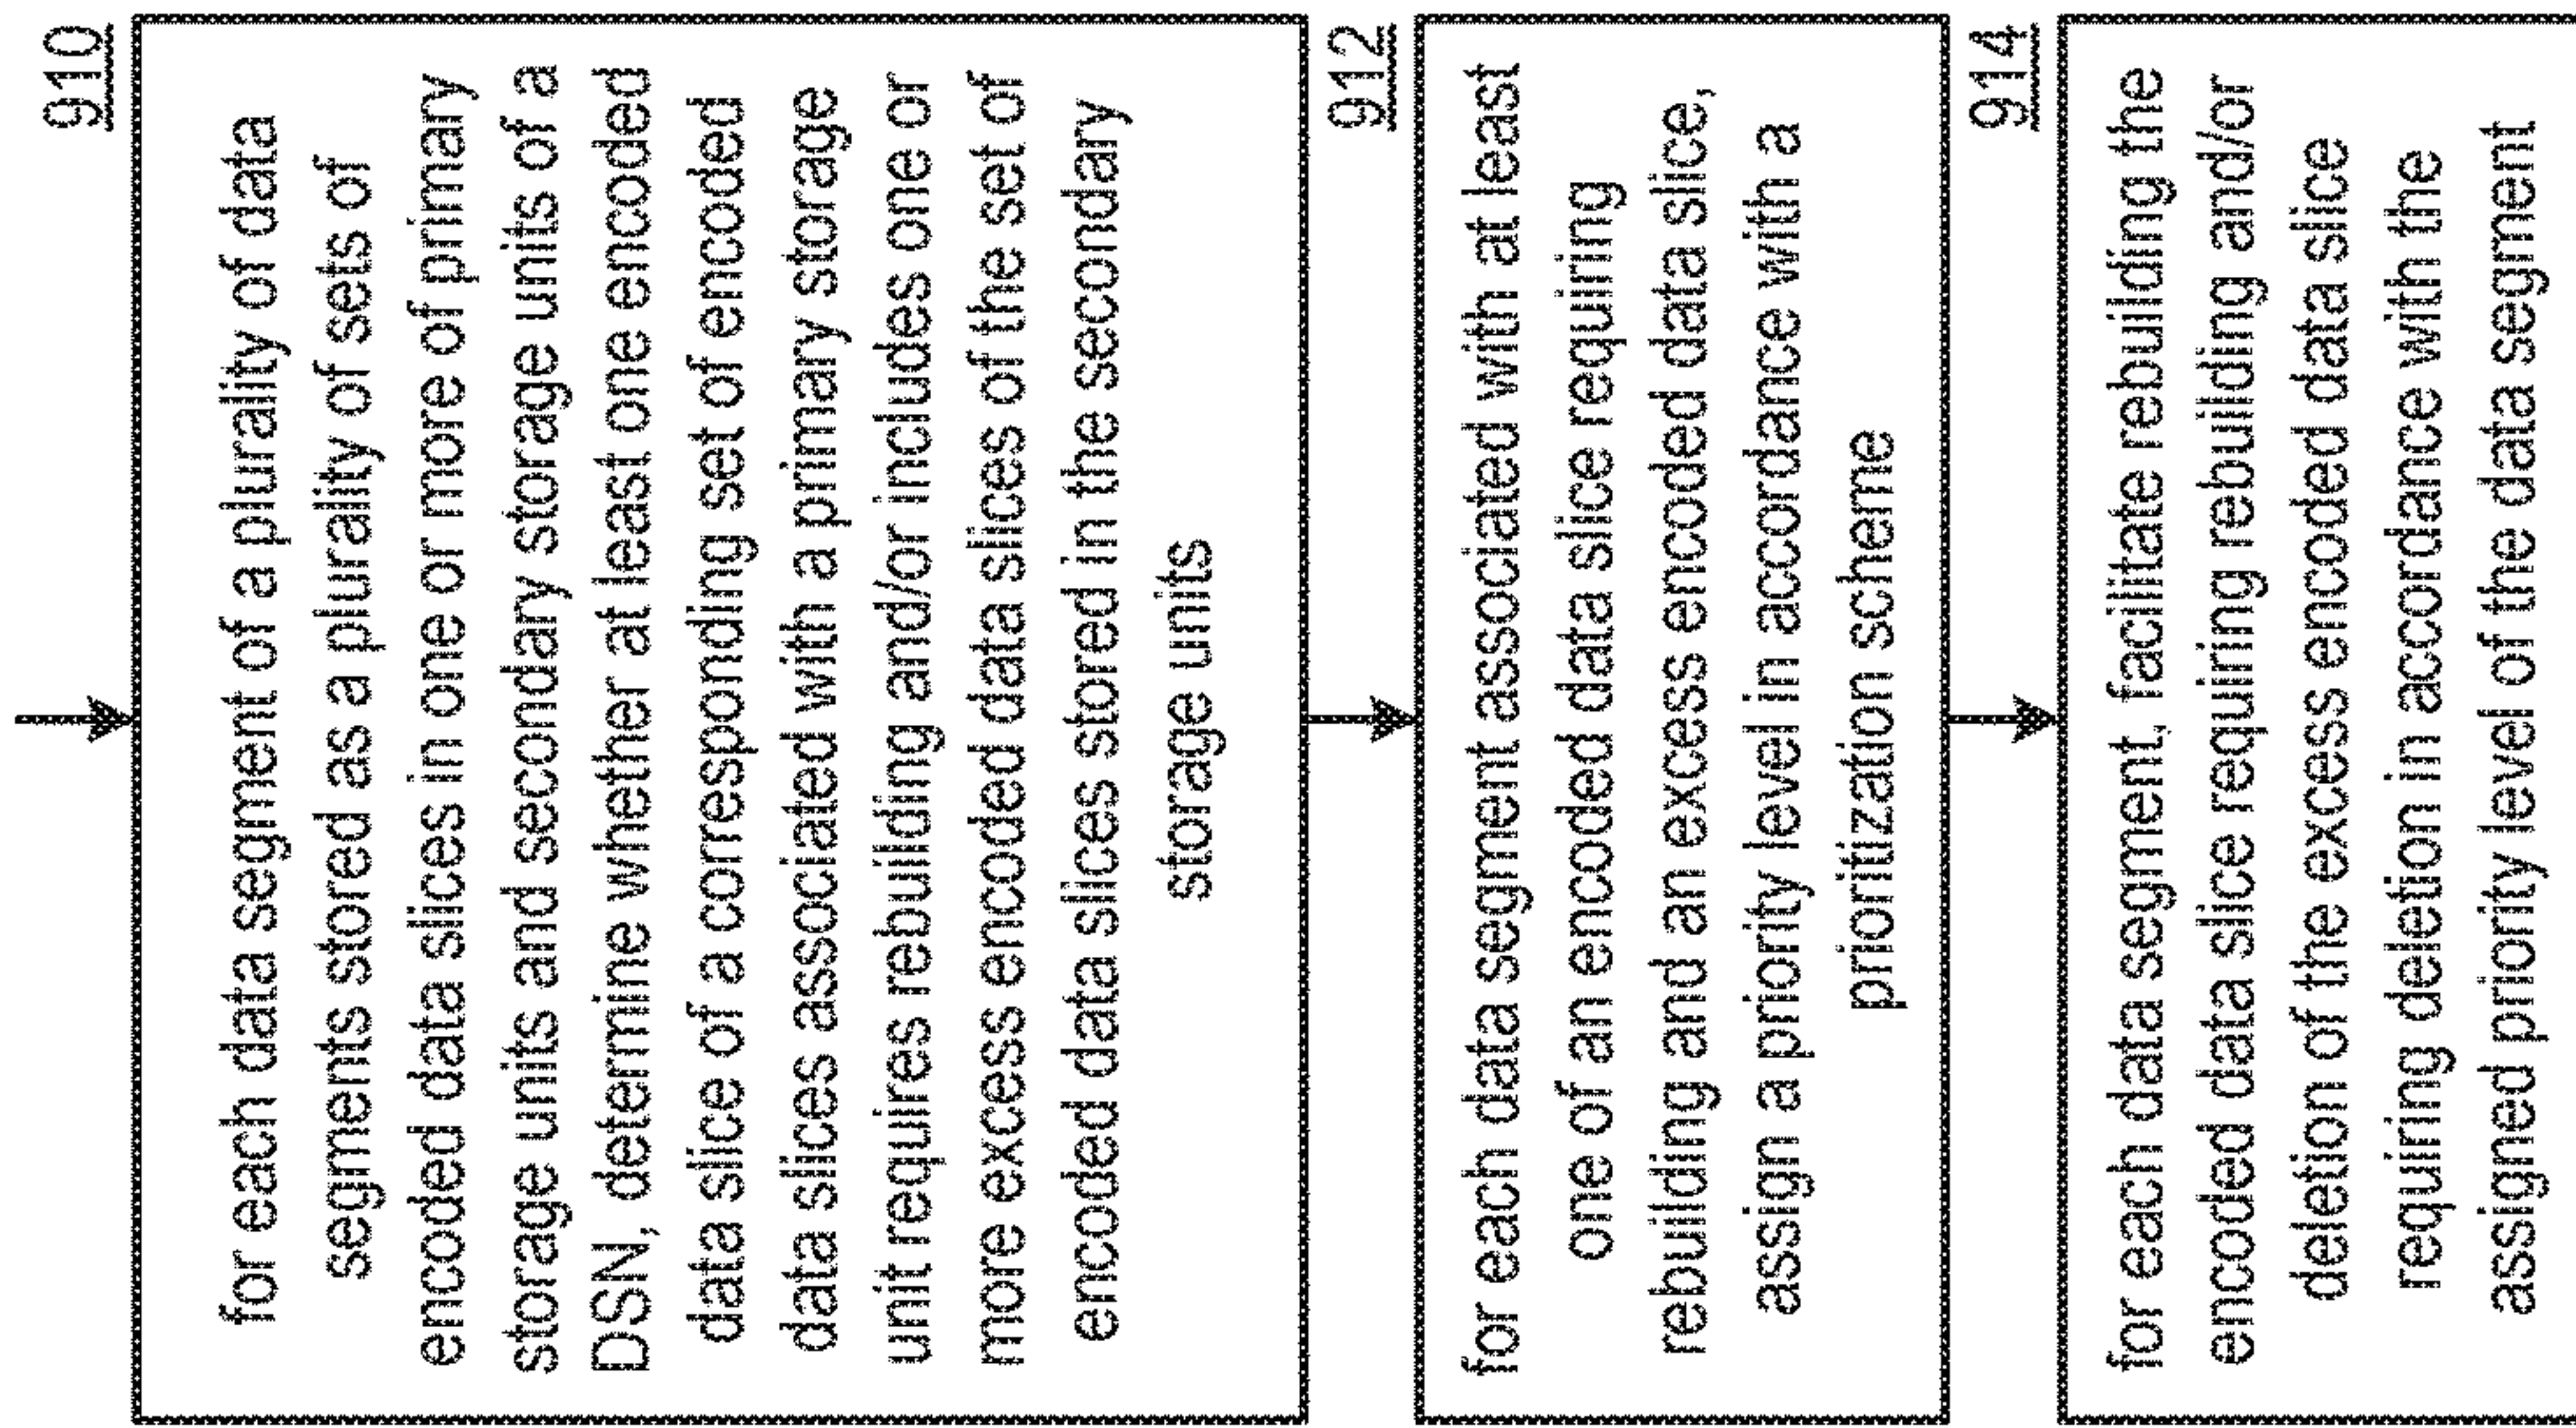 910
for each data segment of a plurality of data
segments stored as a plurality of sets of
encoded data slices in one or more of primary
storage units and secondary storage units of a
DSN, determine whether at least one encoded
data slice of a corresponding set of encoded
data slices associated with a primary storage
unit requires rebuilding and/or includes one or
more excess encoded data slices of the set of
encoded data slices stored in the secondary
storage units
912
for each data segment associated with at least
one of an encoded data slice requiring
rebuilding and an excess encoded data slice,
assign a priority level in accordance with a
prioritization scheme
914
for each data segment, facilitate rebuilding the
encoded data slice requiring rebuilding and/or
deletion of the excess encoded data slice
requiring deletion in accordance with the
assigned priority level of the data segment